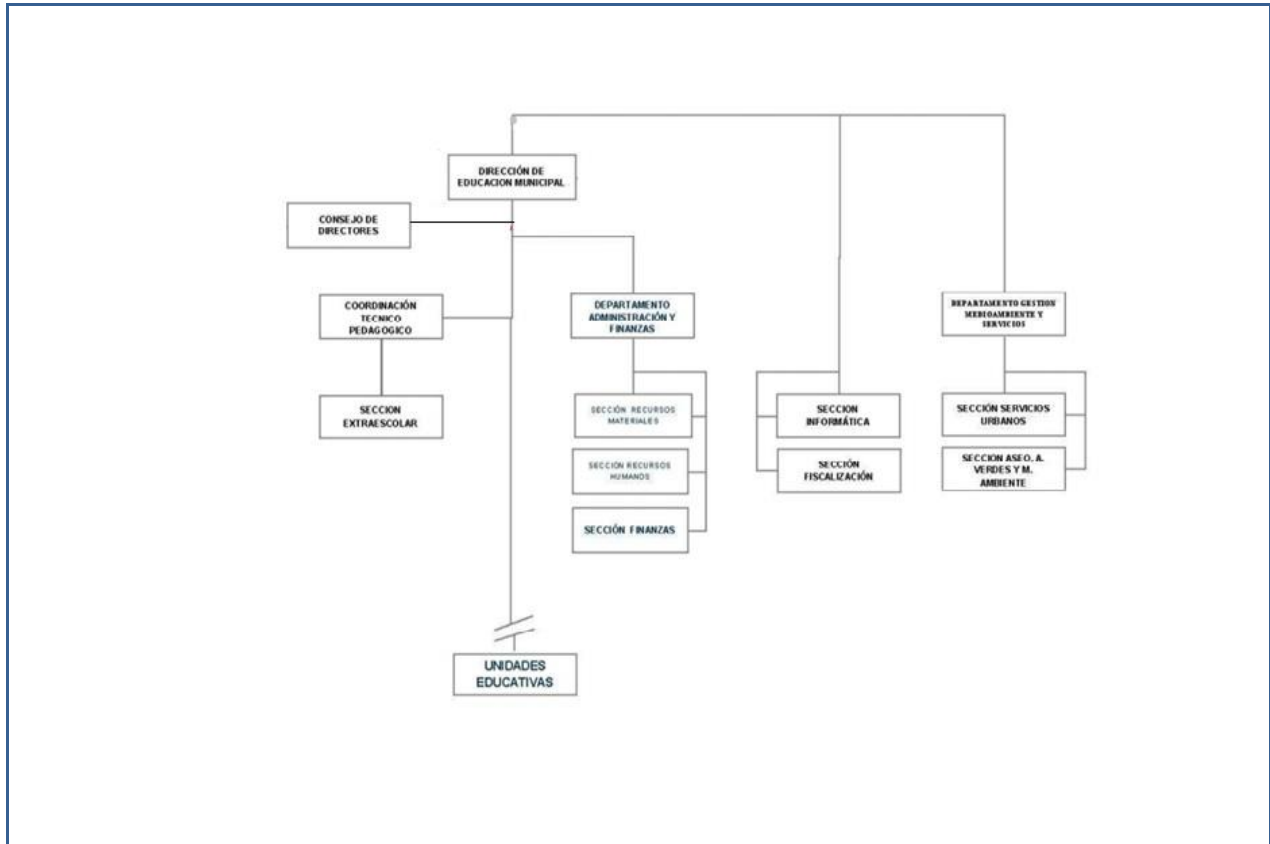 DIRECCIÓN DE
EDUCACION MUNICIPAL
CONSEJO DE
DIRECTORES
COORDINACIÓN
TECNICO
PEDAGOGICO
DEPARTAMENTO
ADMINISTRACIÓN Y
FINANZAS
DEPARTAMENTO GESTION
MEDIOAMBIENTE Y
SERVICIOS
SECCION
EXTRAESCOLAR
SECCIÓN RECURSOS
MATERIALES
SECCION
INFORMÁTICA
SECCIÓN SERVICIOS
URBANOS
SECCIÓN RECURSOS
HUMANOS
SECCIÓN
FISCALIZACIÓN
SECCION ASEO. A.
VERDES Y M.
AMBIENTE
SECCIÓN FINANZAS
UNIDADES
EDUCATIVAS